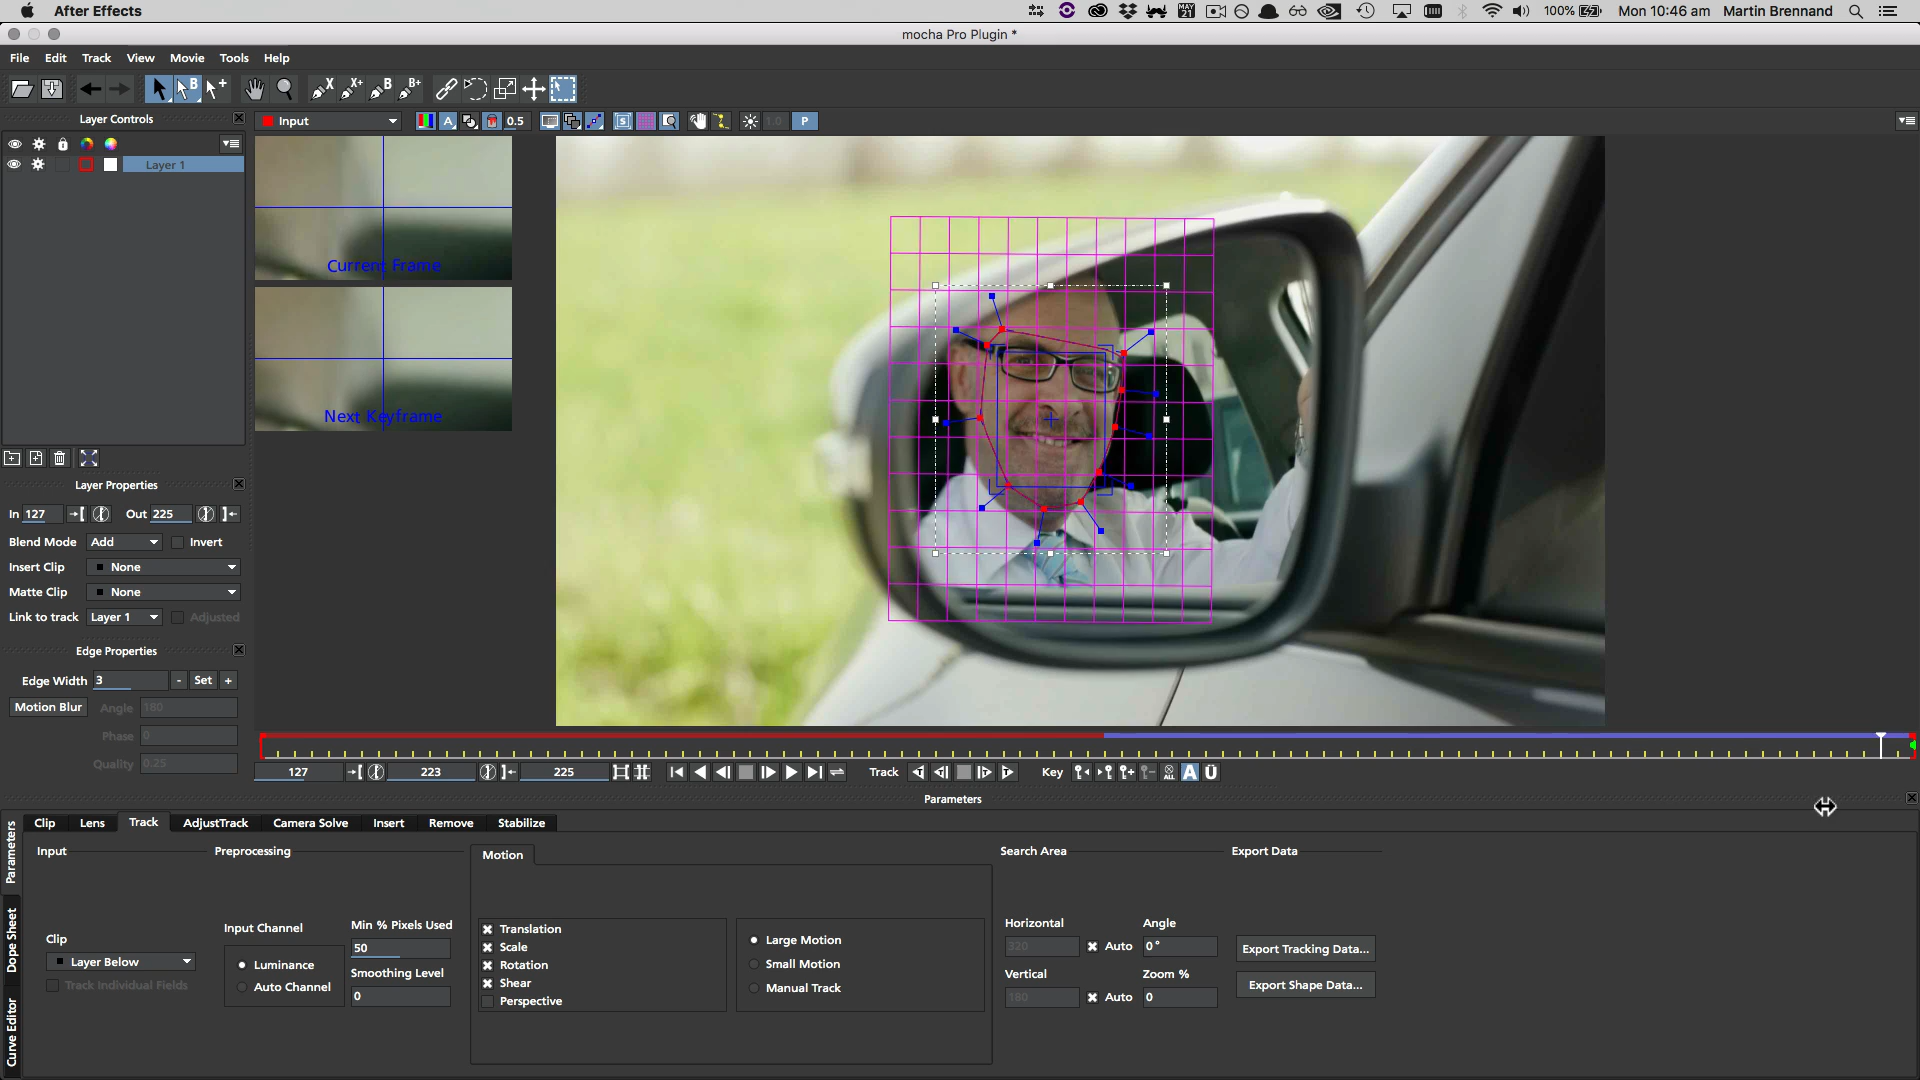 After Effects
MAY 21
100%
Mon 10:46 am Martin Brennand
mocha Pro Plugin *
File Edit Track View Movie Tools Help
X X+ B B+
Layer Controls
Input
A 0.5 S 1.0 P
Layer 1
Current Frame
Next Keyframe
Layer Properties
In 127 Out 225
Blend Mode Add Invert
Insert Clip None
Matte Clip None
Link to track Layer 1 Adjusted
Edge Properties
Edge Width 3 - Set +
Motion Blur Angle 180
Phase 0
Quality 0.25
127 223 225 Track Key ALL A Ü
Parameters
Clip Lens Track AdjustTrack Camera Solve Insert Remove Stabilize
Parameters
Dope Sheet
Curve Editor
Input
Clip
Layer Below
Track Individual Fields
Preprocessing
Input Channel
Luminance
Auto Channel
Min % Pixels Used
50
Smoothing Level
0
Motion
Translation
Scale
Rotation
Shear
Perspective
Large Motion
Small Motion
Manual Track
Search Area
Horizontal Angle
320 Auto 0°
Vertical Zoom %
180 Auto 0
Export Data
Export Tracking Data...
Export Shape Data...